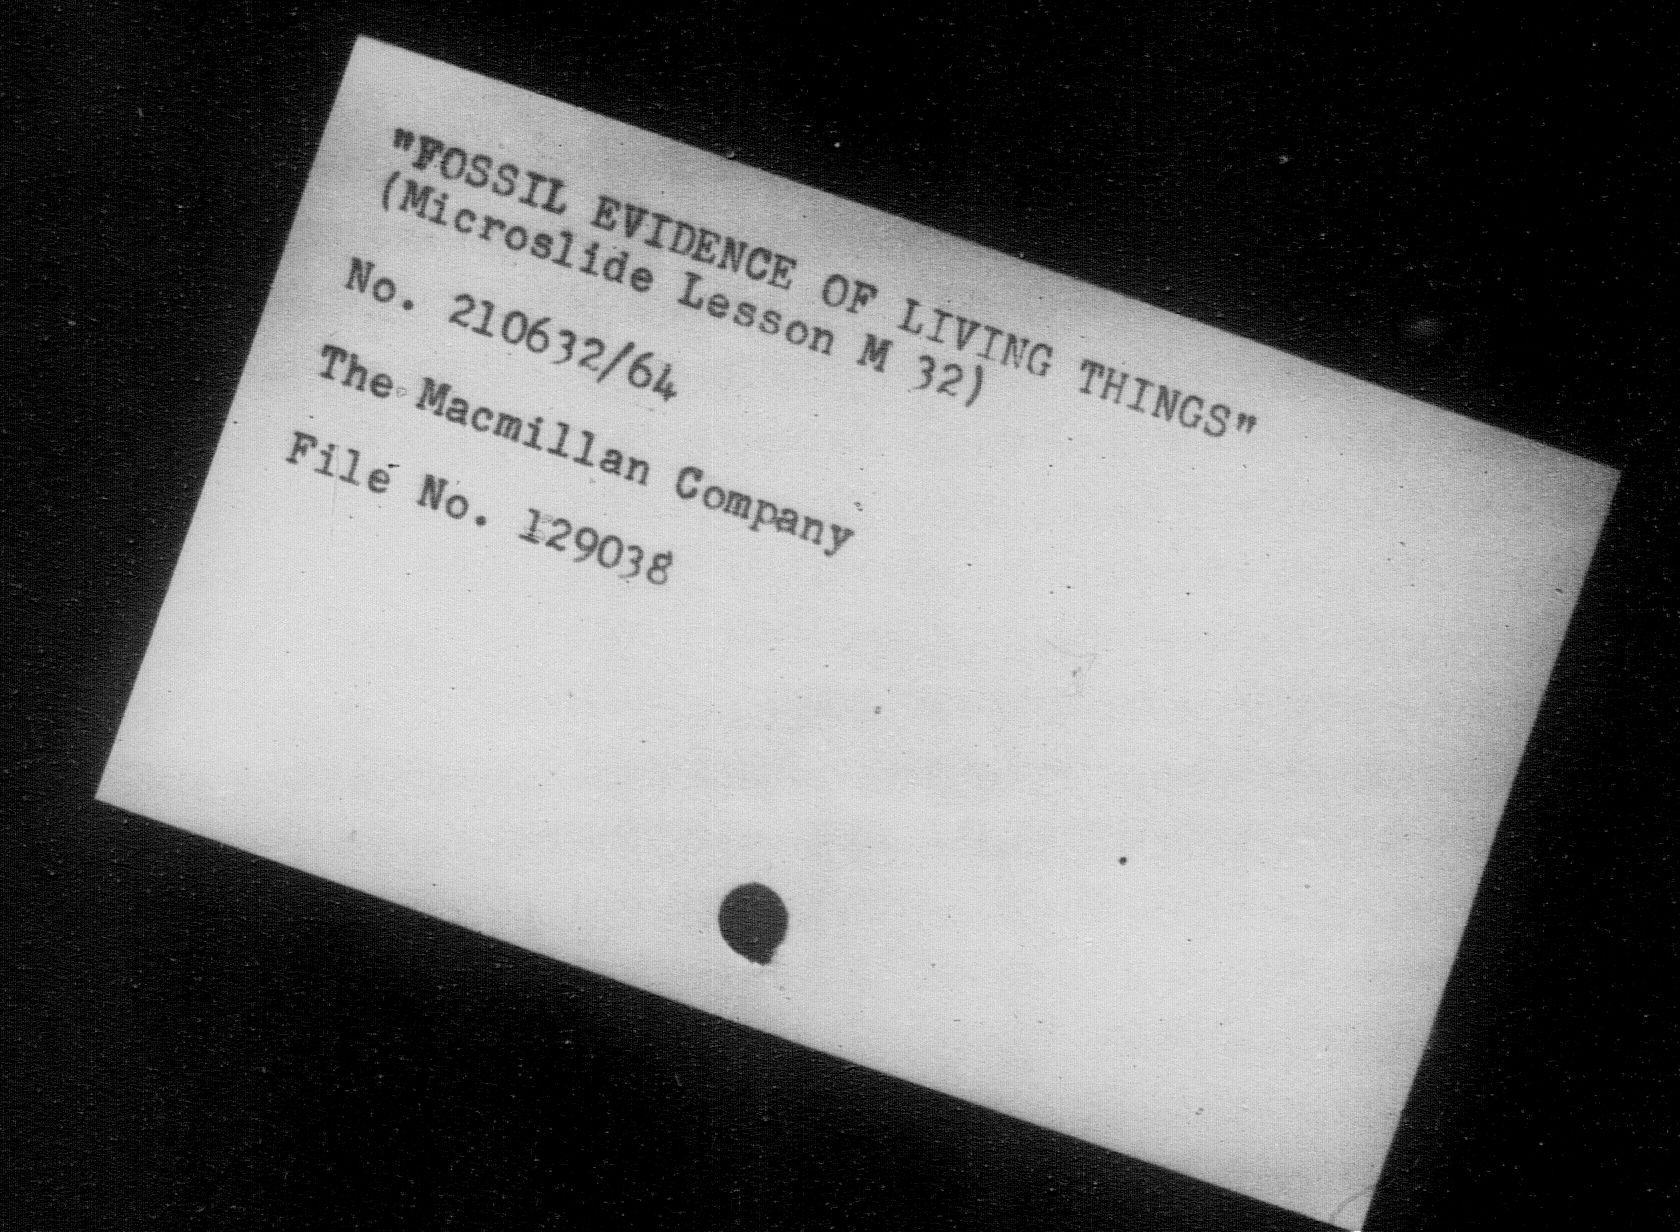 "FOSSIL EVIDENCE OF LIVING THINGS"
(Microslide Lesson M 32)
No. 210632/64
The Macmillan Company
File No. 129038